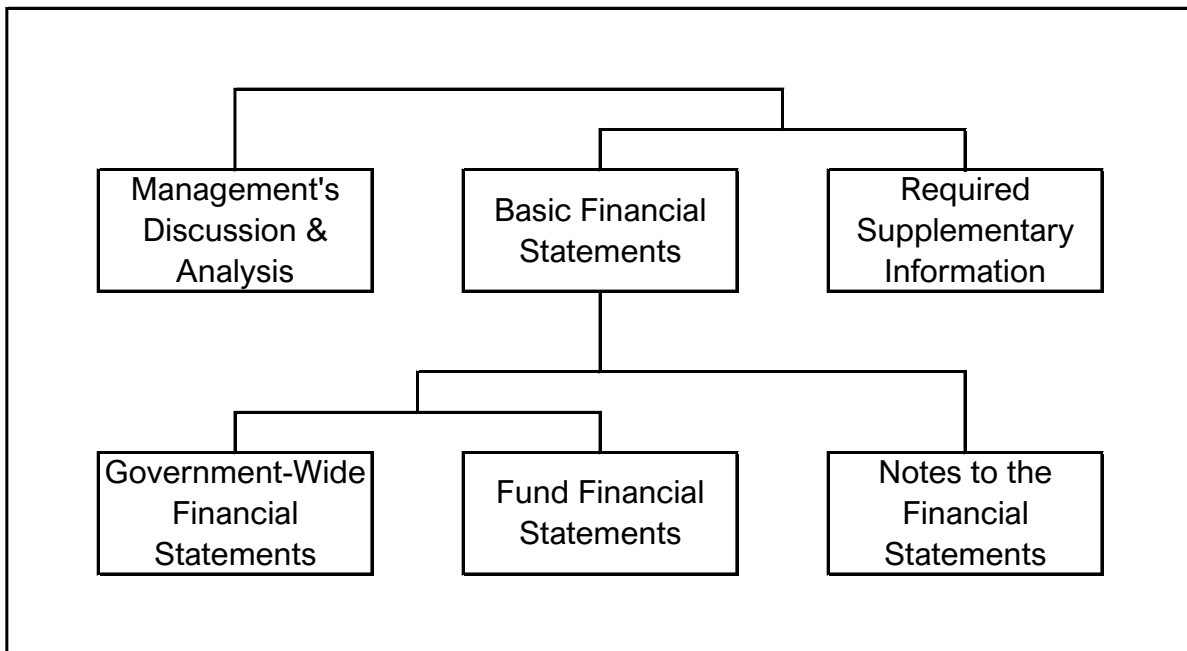 Management's
Discussion &
Analysis
Basic Financial
Statements
Required
Supplementary
Information
Government-Wide
Financial
Statements
Fund Financial
Statements
Notes to the
Financial
Statements